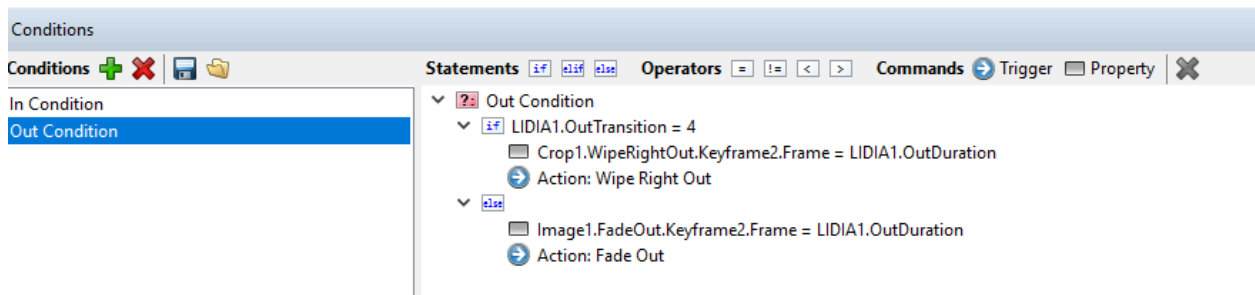 Conditions
Conditions
Statements if elif else Operators = != < > Commands Trigger Property
In Condition
Out Condition
?: Out Condition
if LIDIA1.OutTransition = 4
Crop1.WipeRightOut.Keyframe2.Frame = LIDIA1.OutDuration
Action: Wipe Right Out
else
Image1.FadeOut.Keyframe2.Frame = LIDIA1.OutDuration
Action: Fade Out